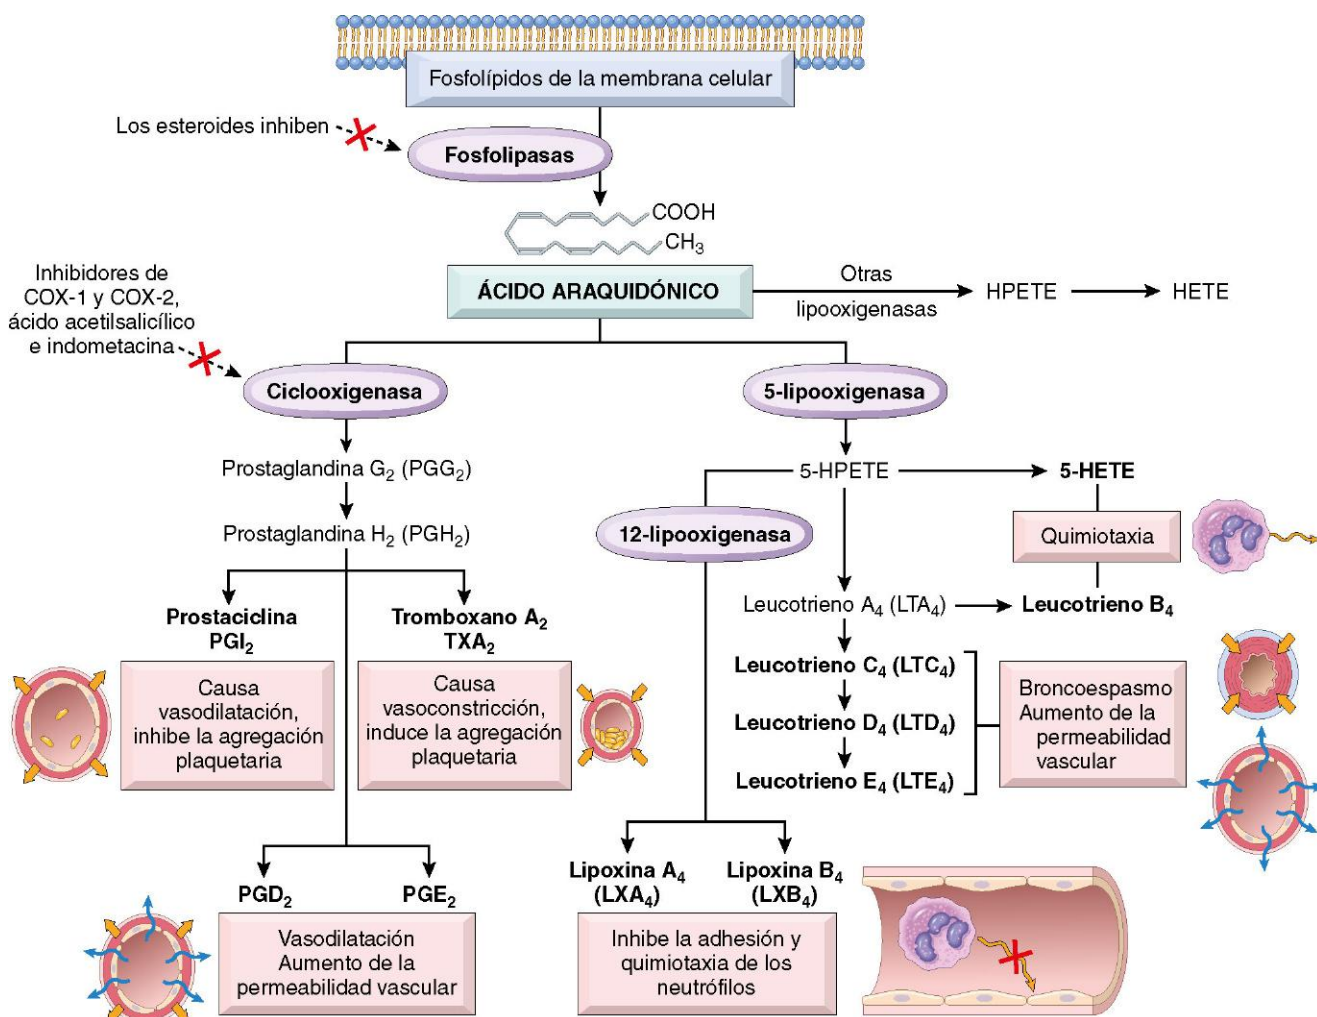 Fosfolípidos de la membrana celular
Los esteroides inhiben
Fosfolipasas
COOH
CH₃
Inhibidores de
COX-1 y COX-2,
ácido acetilsalicílico
e indometacina
ÁCIDO ARAQUIDÓNICO
Otras
lipooxigenasas
HPETE
HETE
Ciclooxigenasa
5-lipooxigenasa
Prostaglandina G₂ (PGG₂)
5-HPETE
5-HETE
Prostaglandina H₂ (PGH₂)
12-lipooxigenasa
Quimiotaxia
Prostaciclina
PGI₂
Tromboxano A₂
TXA₂
Leucotrieno A₄ (LTA₄)
Leucotrieno B₄
Causa
vasodilatación,
inhibe la agregación
plaquetaria
Causa
vasoconstricción,
induce la agregación
plaquetaria
Leucotrieno C₄ (LTC₄)
Leucotrieno D₄ (LTD₄)
Leucotrieno E₄ (LTE₄)
Broncoespasmo
Aumento de la
permeabilidad
vascular
PGD₂
PGE₂
Vasodilatación
Aumento de la
permeabilidad vascular
Lipoxina A₄
(LXA₄)
Lipoxina B₄
(LXB₄)
Inhibe la adhesión y
quimiotaxia de los
neutrófilos